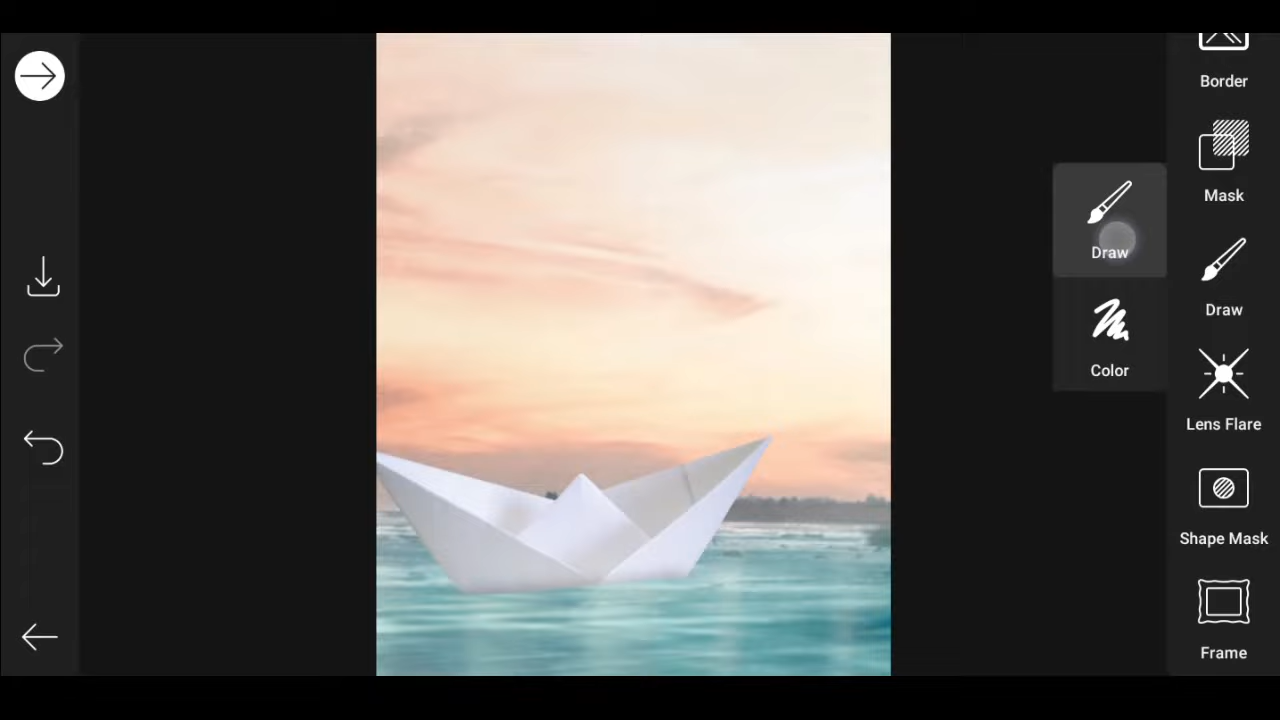 Border
Mask
Draw
Draw
Color
Lens Flare
Shape Mask
Frame